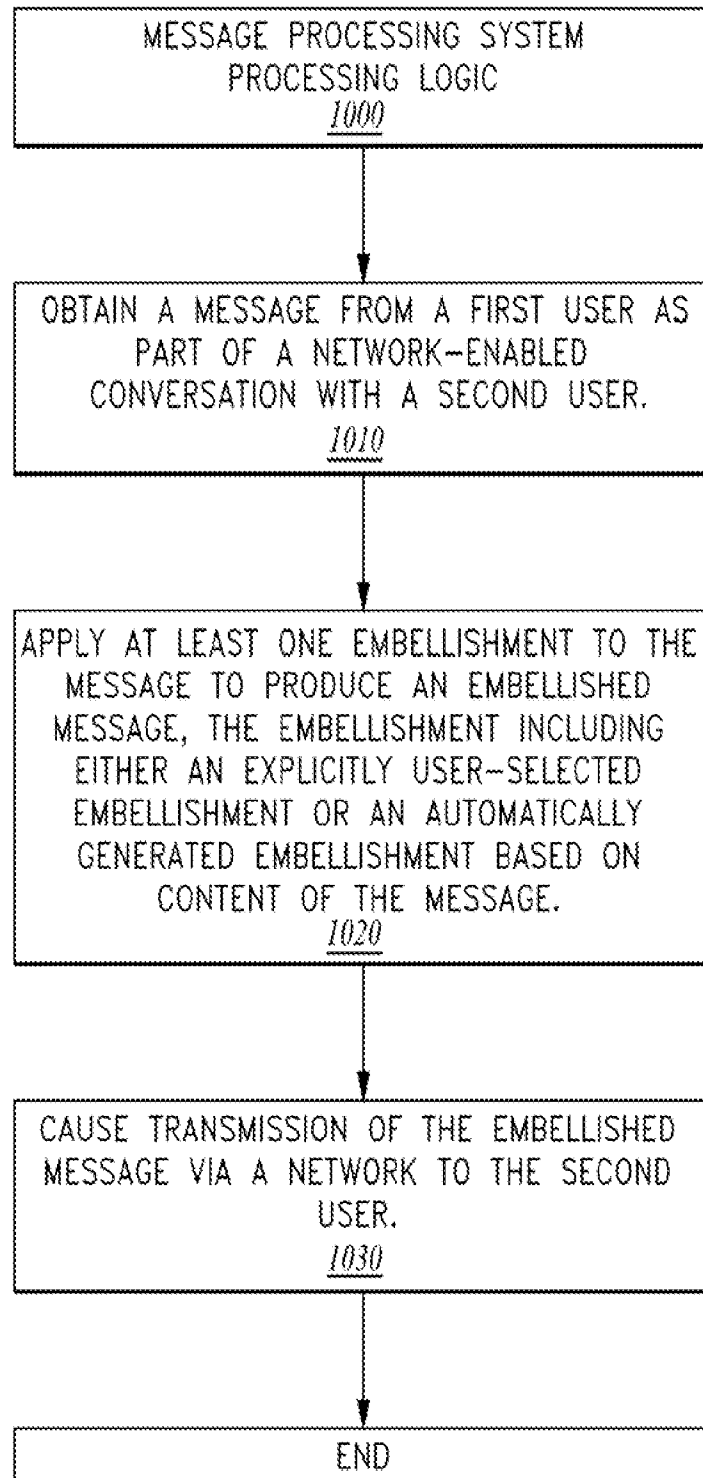 MESSAGE PROCESSING SYSTEM
PROCESSING LOGIC
1000
OBTAIN A MESSAGE FROM A FIRST USER AS
PART OF A NETWORK-ENABLED
CONVERSATION WITH A SECOND USER.
1010
APPLY AT LEAST ONE EMBELLISHMENT TO THE
MESSAGE TO PRODUCE AN EMBELLISHED
MESSAGE, THE EMBELLISHMENT INCLUDING
EITHER AN EXPLICITLY USER-SELECTED
EMBELLISHMENT OR AN AUTOMATICALLY
GENERATED EMBELLISHMENT BASED ON
CONTENT OF THE MESSAGE.
1020
CAUSE TRANSMISSION OF THE EMBELLISHED
MESSAGE VIA A NETWORK TO THE SECOND
USER.
1030
END